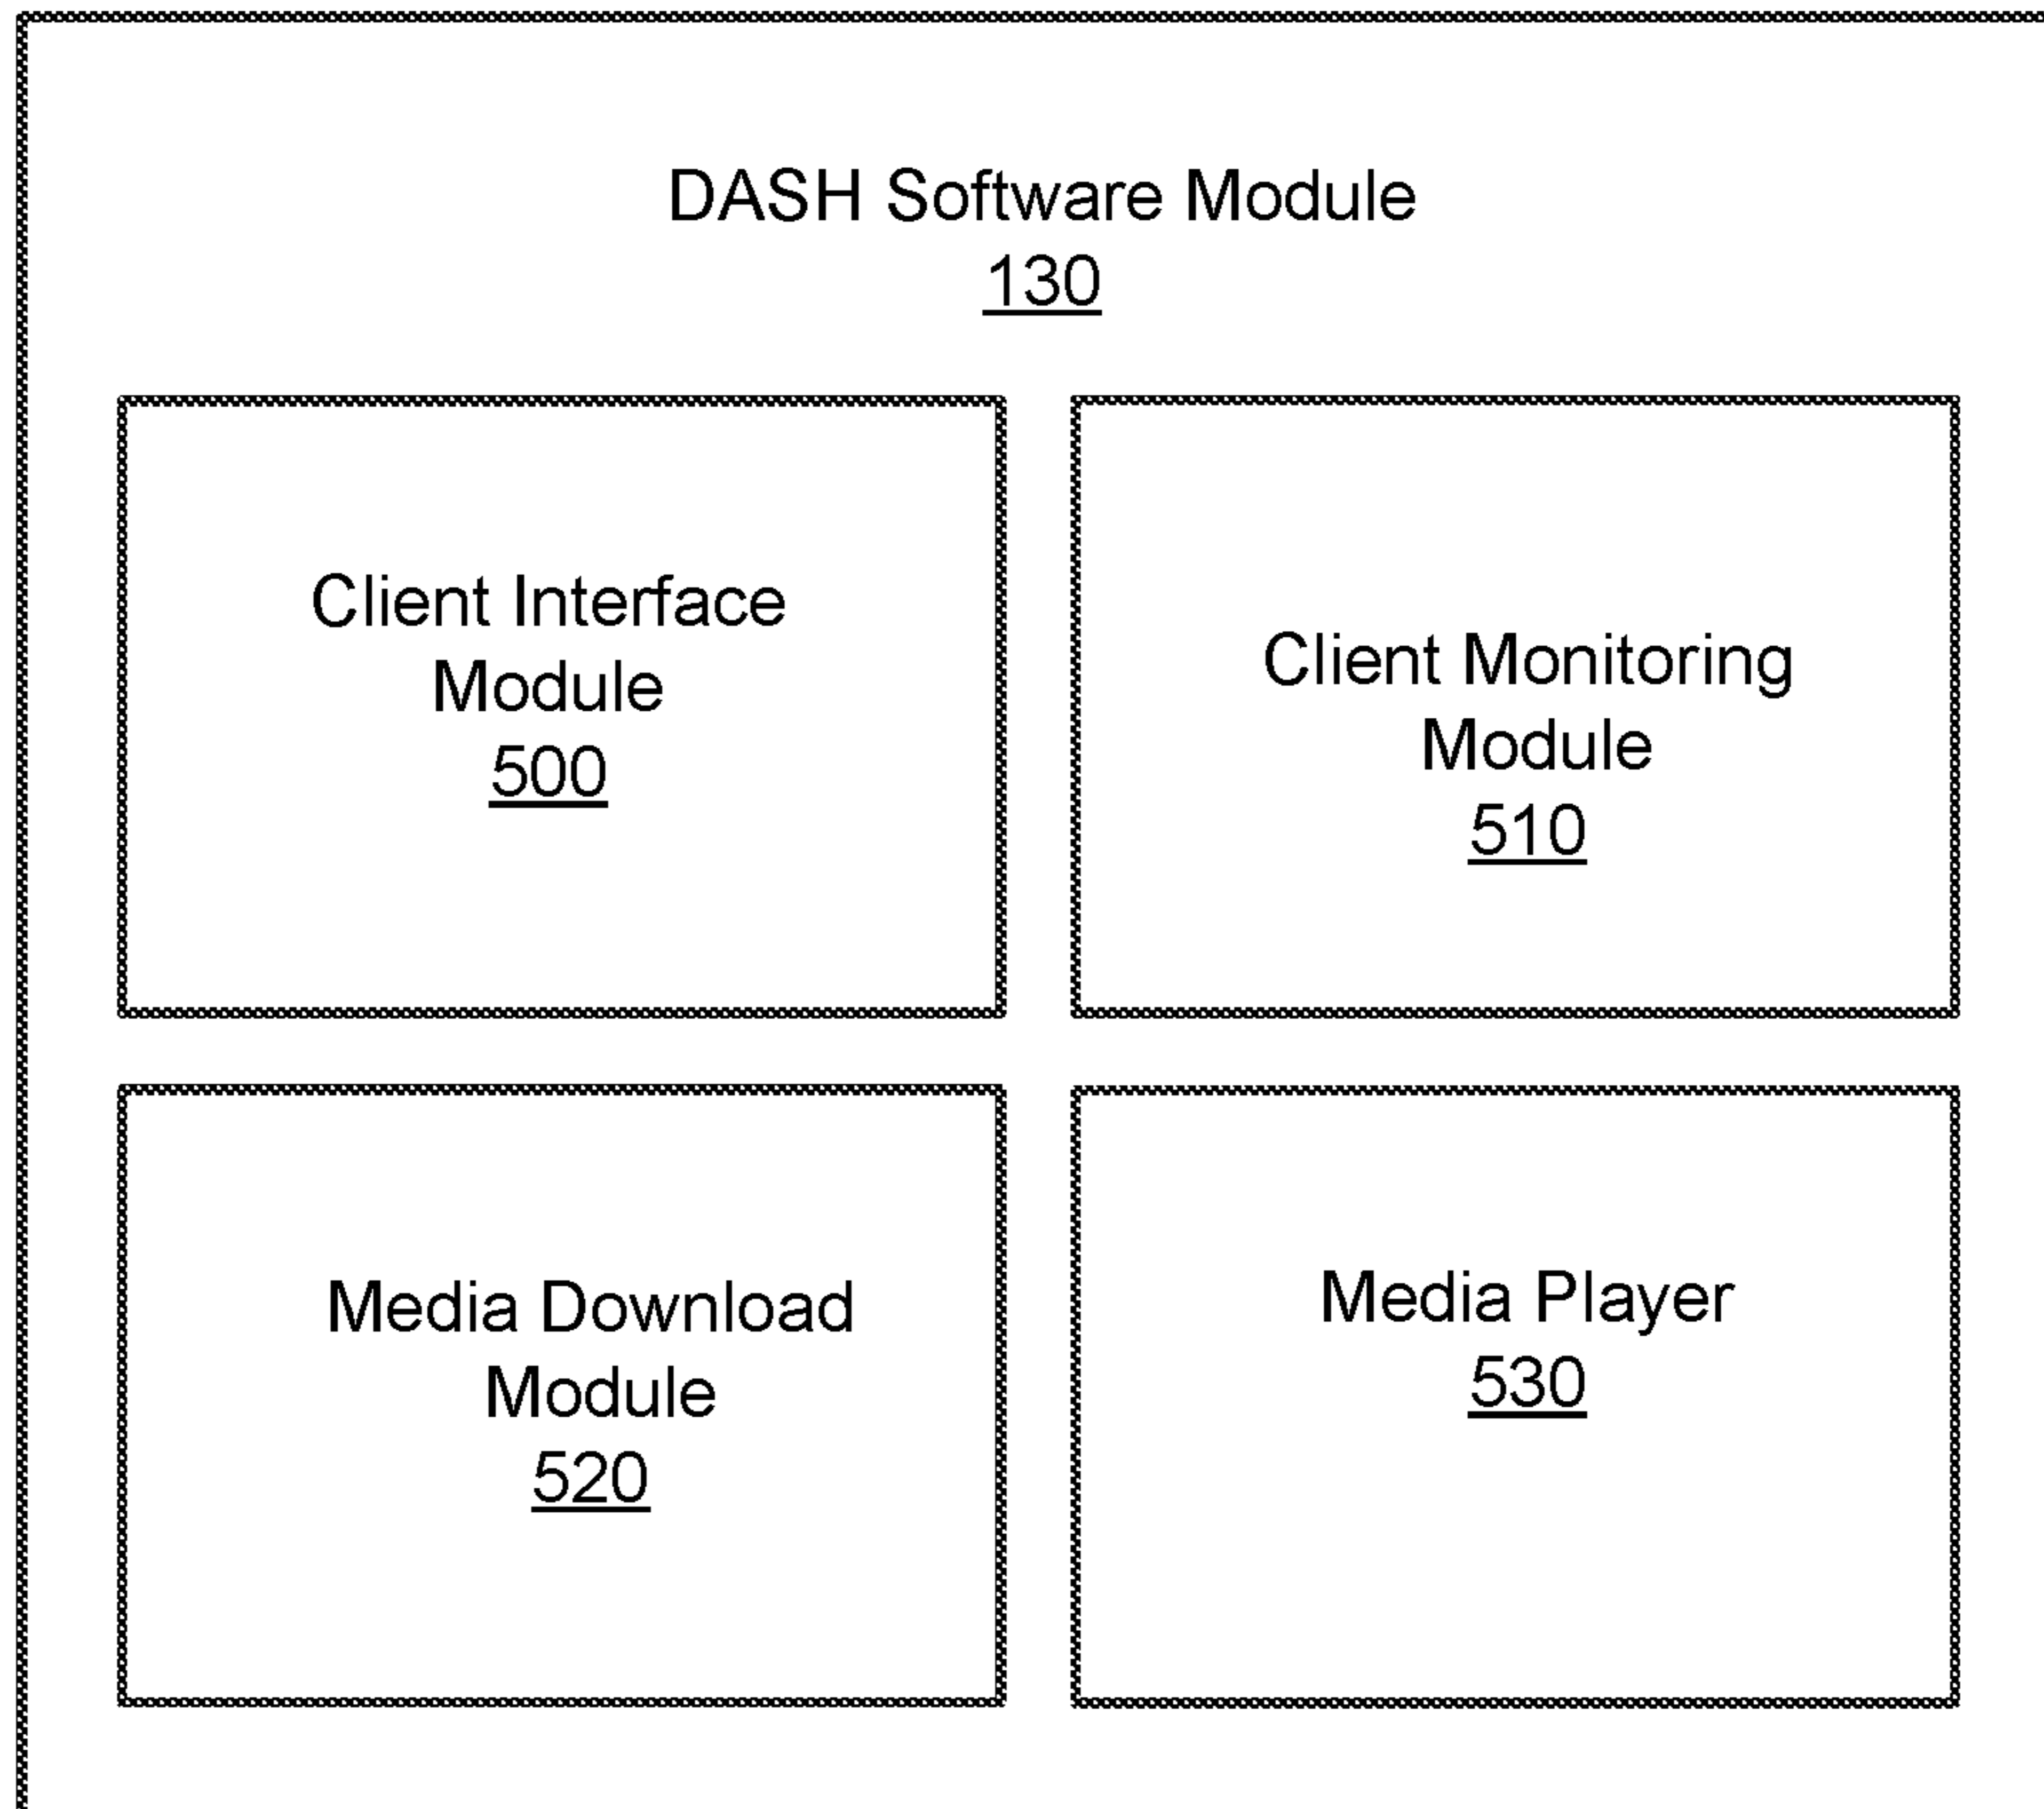 DASH Software Module
130
Client Interface
Module
500
Client Monitoring
Module
510
Media Download
Module
520
Media Player
530